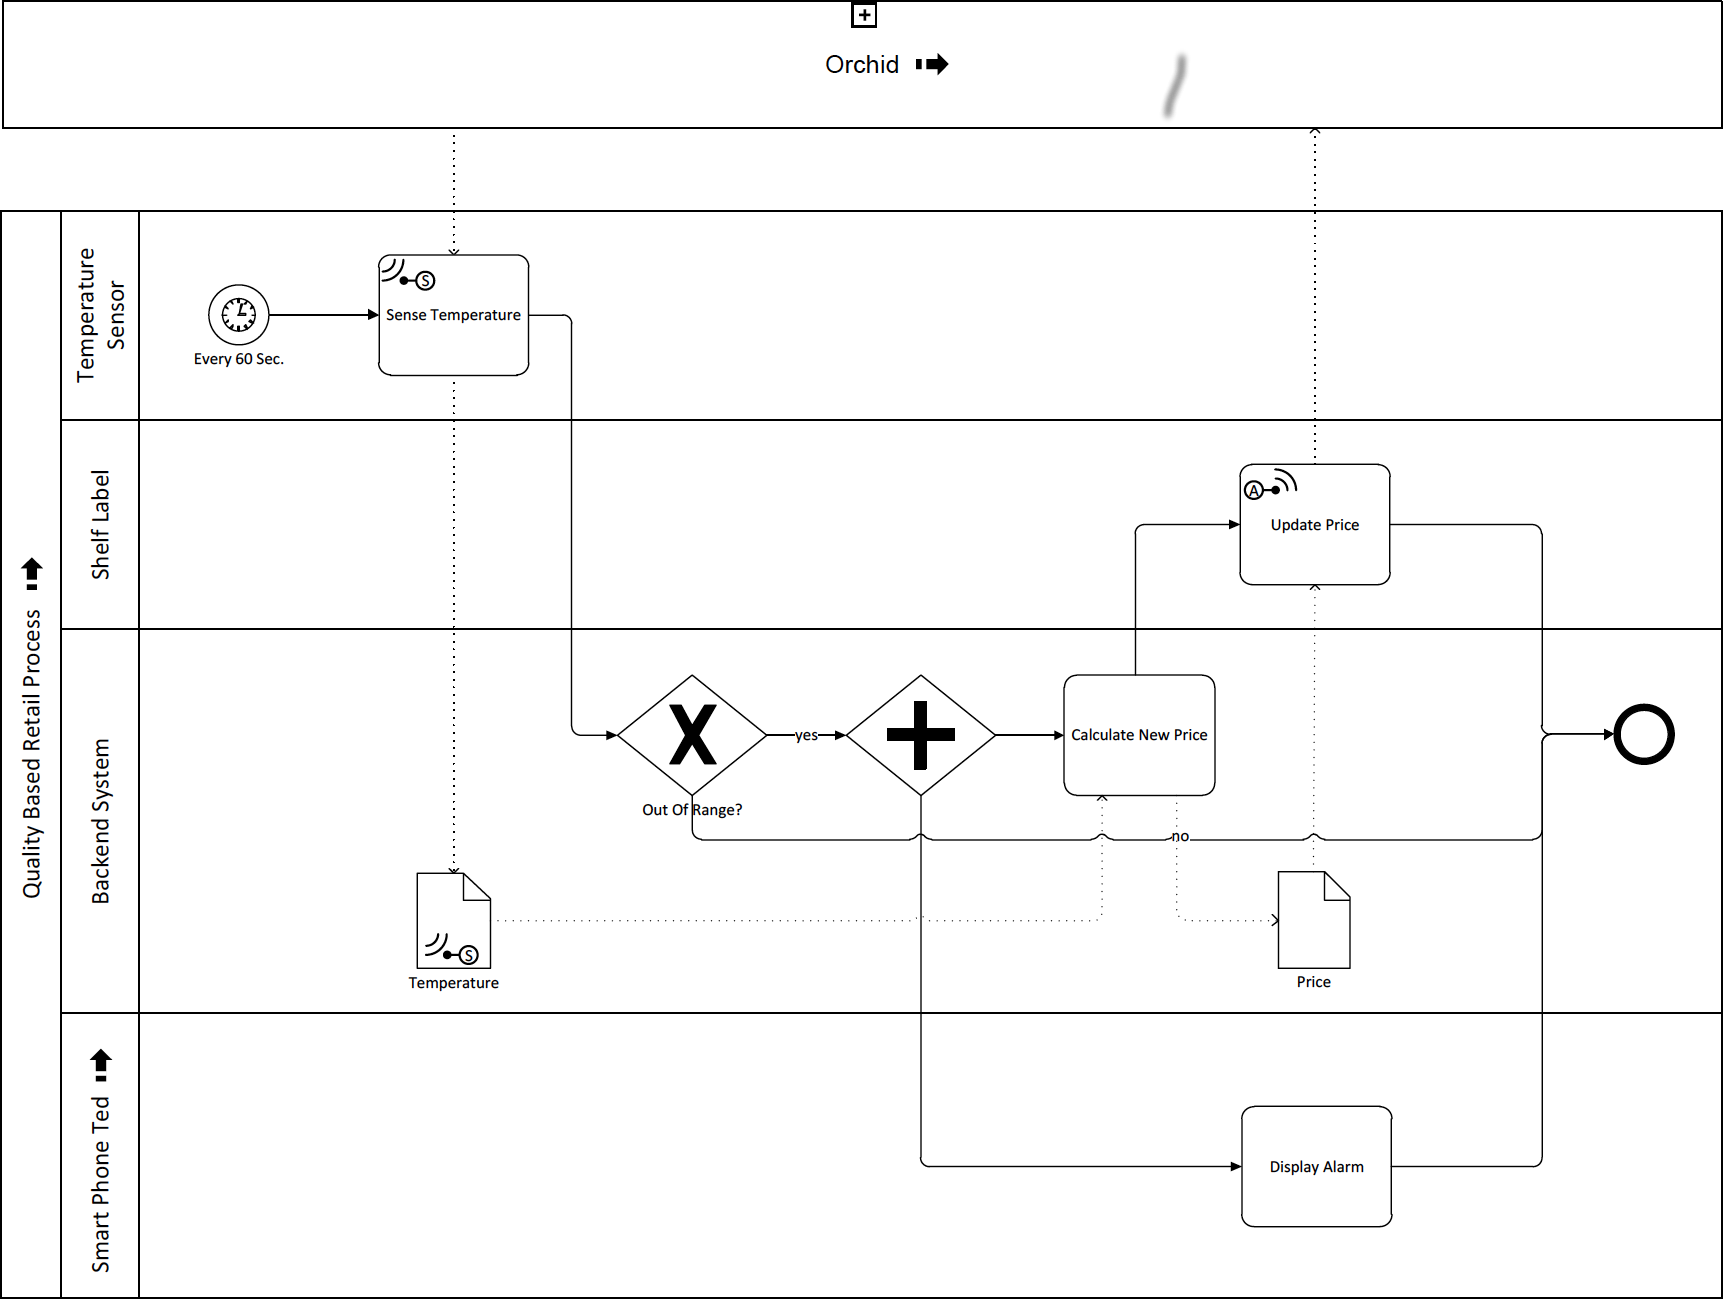 Orchid
Quality Based Retail Process
Temperature
Sensor
Every 60 Sec.
S
Sense Temperature
Shelf Label
A
Update Price
Backend System
X
Out Of Range?
yes
Calculate New Price
no
S
Temperature
Price
Smart Phone Ted
Display Alarm